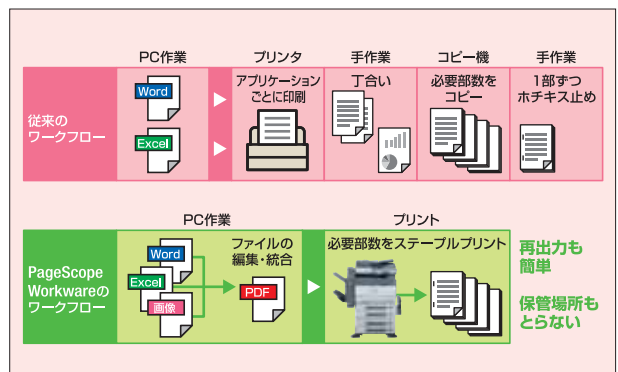 PC作業
プリンタ
手作業
コピー機
手作業
従来の
ワークフロー
Word
Excel
アプリケーション
ごとに印刷
丁合い
必要部数を
コピー
1部ずつ
ホチキス止め
PC作業
プリント
PageScope
Workwareの
ワークフロー
Word
Excel
画像
ファイルの
編集・統合
PDF
必要部数をステープルプリント
再出力も
簡単
保管場所も
とらない